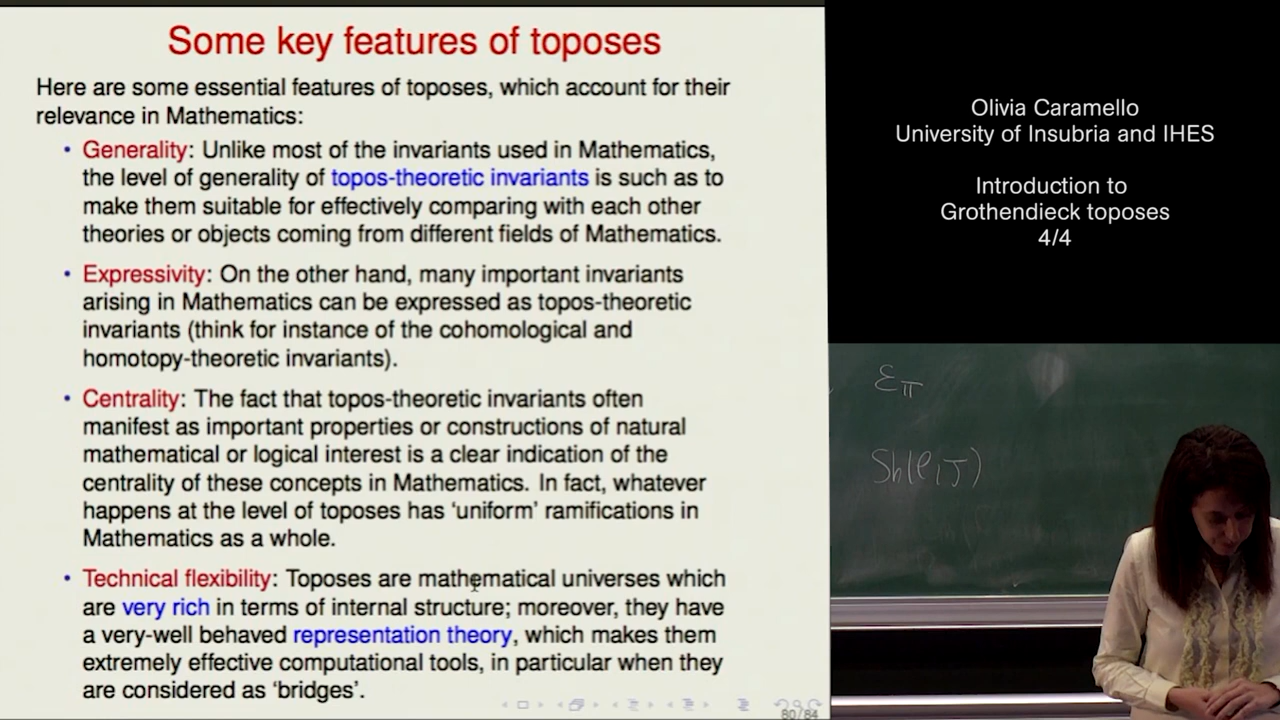 Some key features of toposes
Here are some essential features of toposes, which account for their
relevance in Mathematics:
• Generality: Unlike most of the invariants used in Mathematics,
the level of generality of topos-theoretic invariants is such as to
make them suitable for effectively comparing with each other
theories or objects coming from different fields of Mathematics.
• Expressivity: On the other hand, many important invariants
arising in Mathematics can be expressed as topos-theoretic
invariants (think for instance of the cohomological and
homotopy-theoretic invariants).
• Centrality: The fact that topos-theoretic invariants often
manifest as important properties or constructions of natural
mathematical or logical interest is a clear indication of the
centrality of these concepts in Mathematics. In fact, whatever
happens at the level of toposes has ‘uniform’ ramifications in
Mathematics as a whole.
• Technical flexibility: Toposes are mathematical universes which
are very rich in terms of internal structure; moreover, they have
a very-well behaved representation theory, which makes them
extremely effective computational tools, in particular when they
are considered as ‘bridges’.
80/84
Olivia Caramello
University of Insubria and IHES
Introduction to
Grothendieck toposes
4/4
ℰ_π
Sh(C,J)